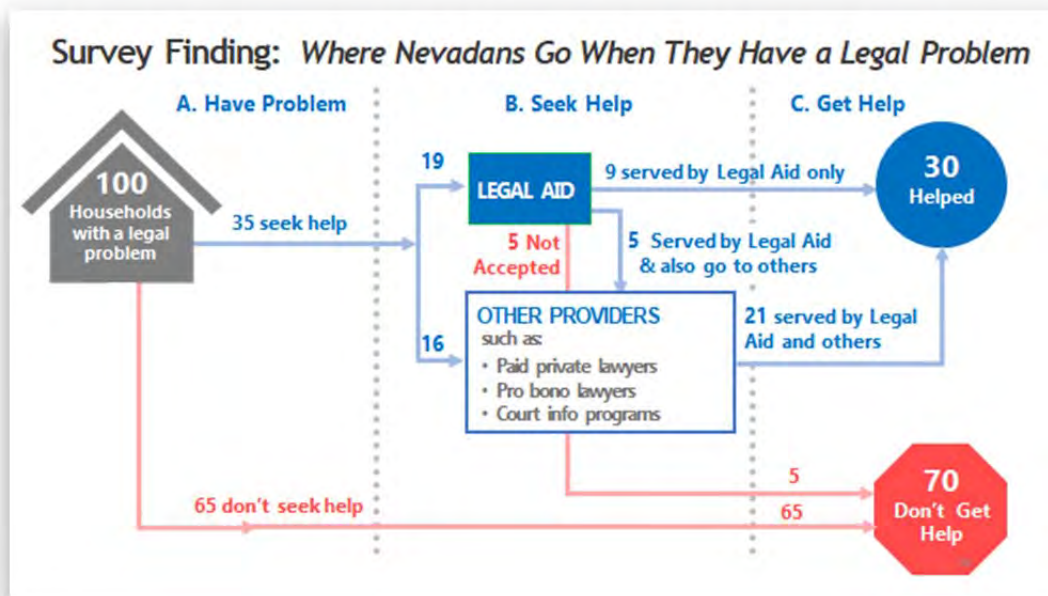 Survey Finding: Where Nevadans Go When They Have a Legal Problem
A. Have Problem
B. Seek Help
C. Get Help
100
Households
with a legal
problem
35 seek help
19
16
LEGAL AID
9 served by Legal Aid only
5 Not
Accepted
5 Served by Legal Aid
& also go to others
OTHER PROVIDERS
such as:
• Paid private lawyers
• Pro bono lawyers
• Court info programs
21 served by Legal
Aid and others
30
Helped
5
65 don't seek help
65
70
Don't Get
Help